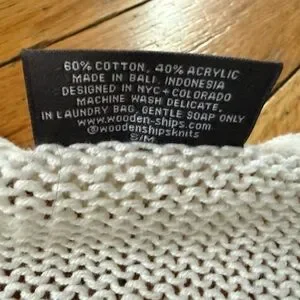 60% COTTON, 40% ACRYLIC
MADE IN BALI, INDONESIA
DESIGNED IN NYC + COLORADO
MACHINE WASH DELICATE,
IN LAUNDRY BAG, GENTLE SOAP ONLY
www.wooden-ships.com
@woodenshipsknits
S/M